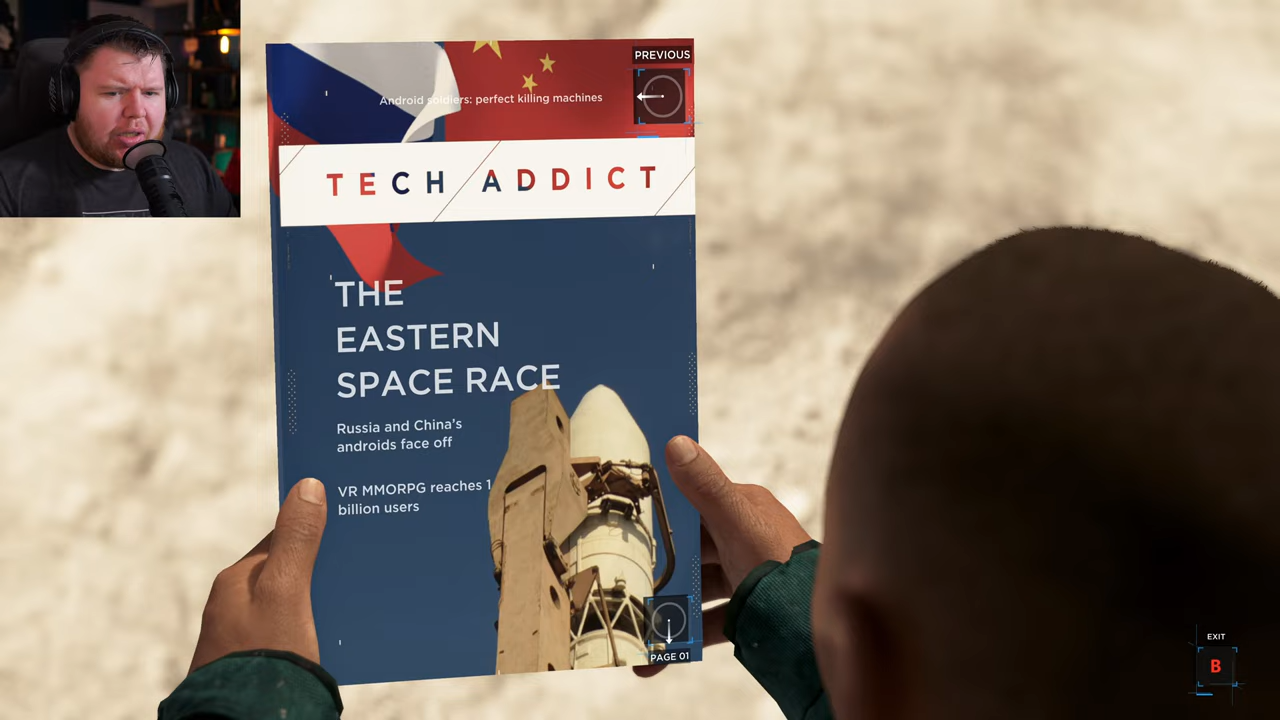 PREVIOUS
Android soldiers: perfect killing machines
TECH ADDICT
THE
EASTERN
SPACE RACE
Russia and China's
androids face off
VR MMORPG reaches 1
billion users
PAGE 01
EXIT
B